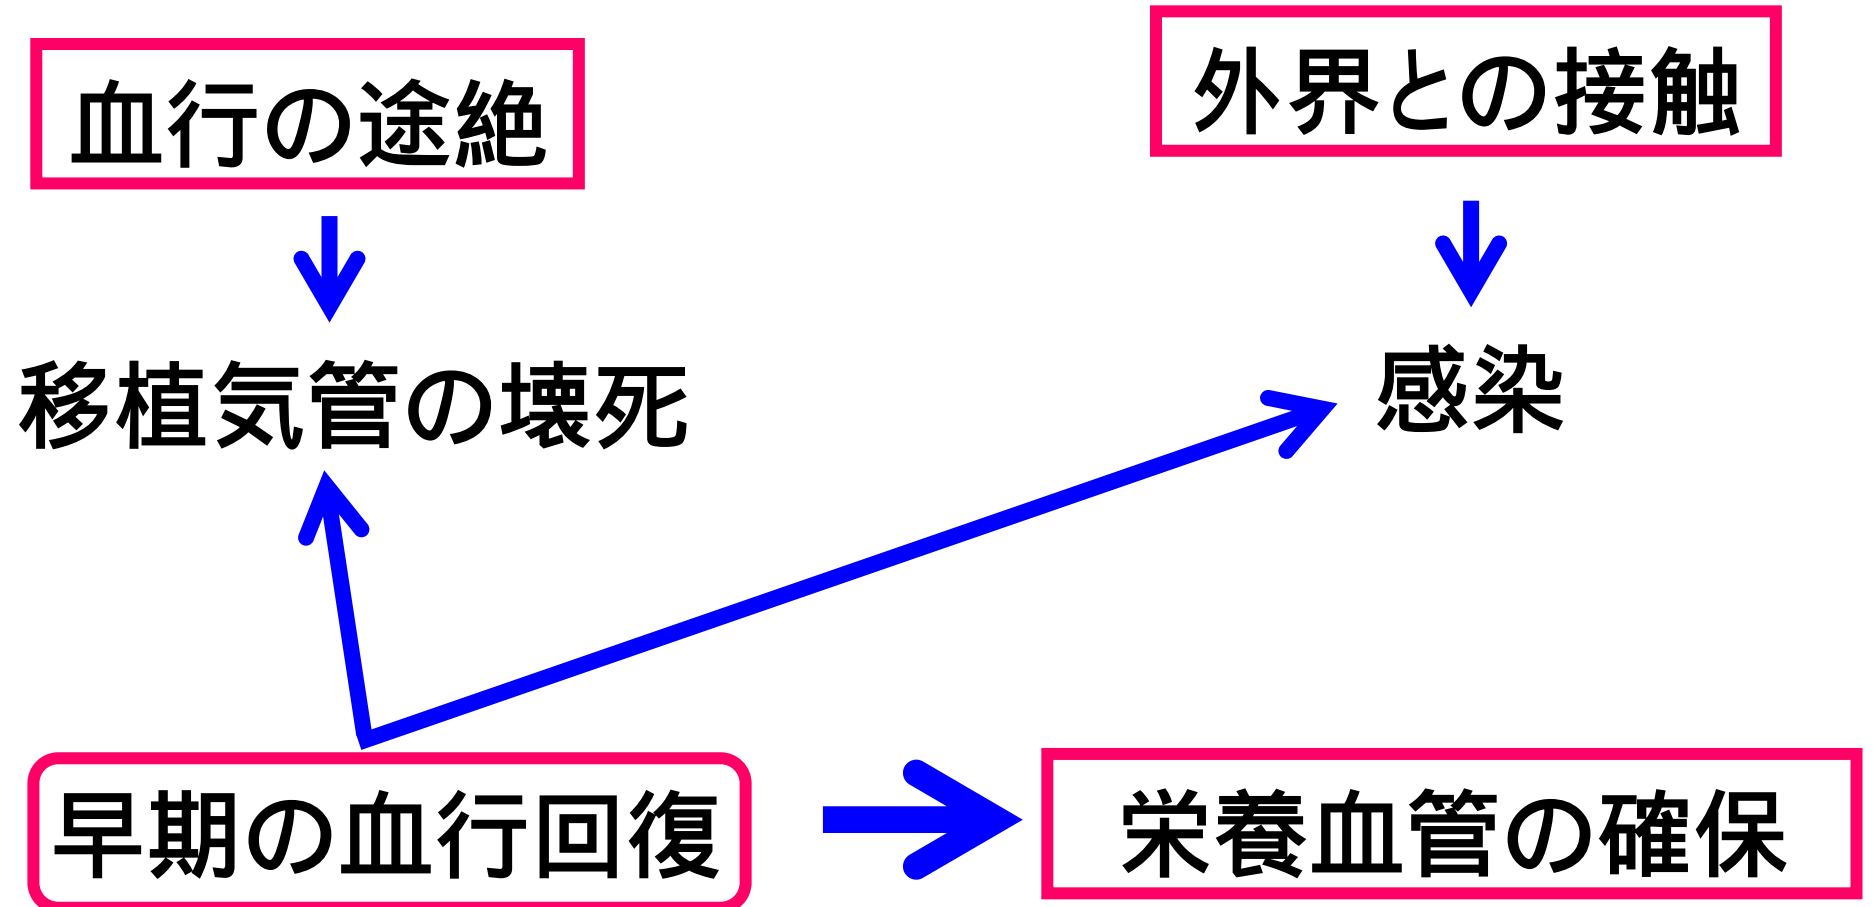 血行の途絶
外界との接触
移植気管の壊死
感染
早期の血行回復
栄養血管の確保